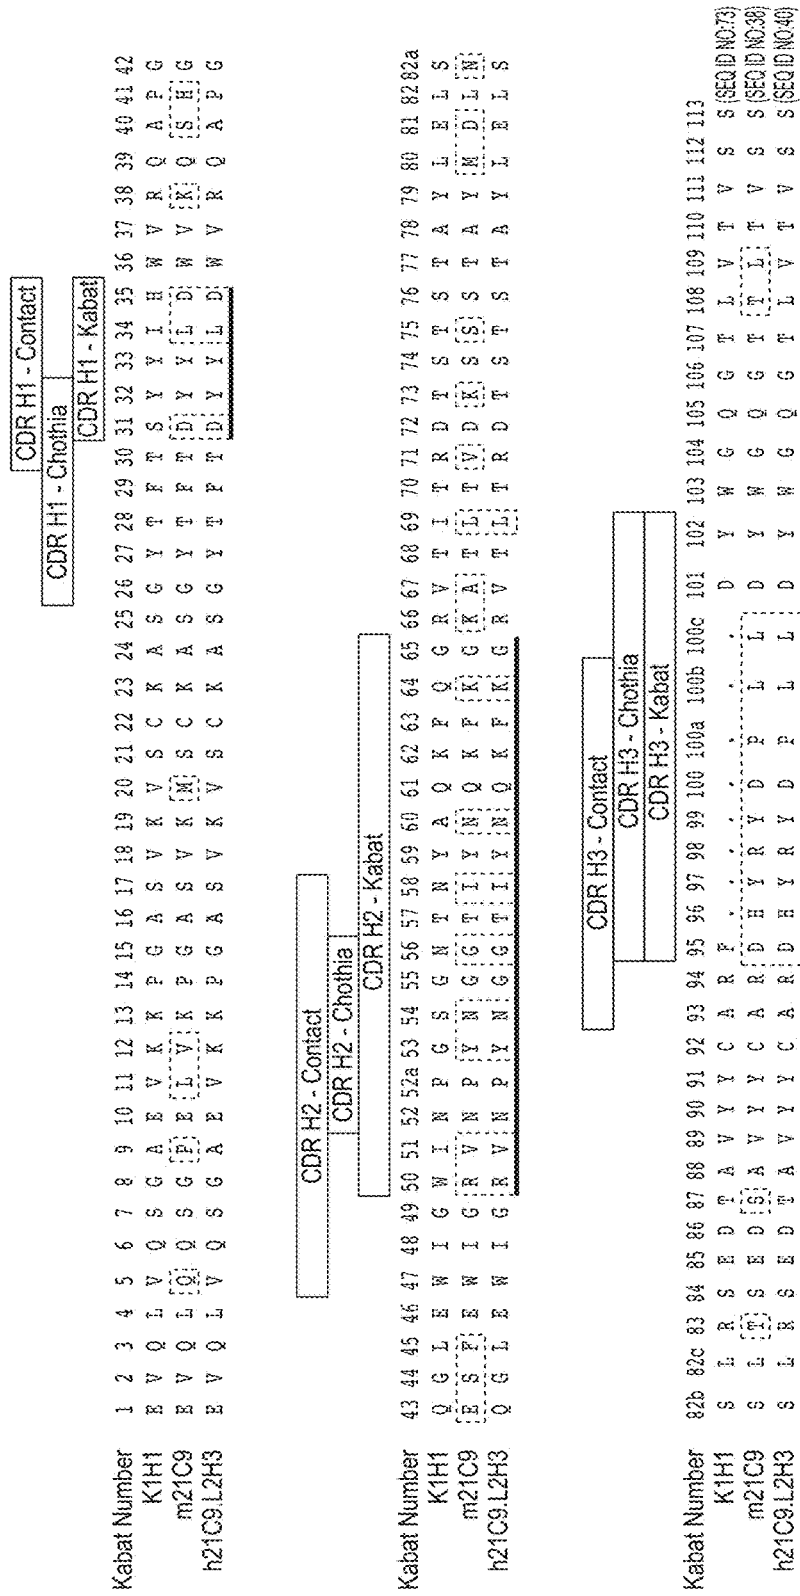 CDR H1 - Contact
CDR H1 - Chothia
CDR H1 - Kabat
Kabat Number 1 2 3 4 5 6 7 8 9 10 11 12 13 14 15 16 17 18 19 20 21 22 23 24 25 26 27 28 29 30 31 32 33 34 35 36 37 38 39 40 41 42
K1H1 E V Q L V Q S G A E V K K P G A S V K V S C K A S G Y T F T S Y Y I H W V R Q A P G
m21C9 E V Q L Q Q S G P E L V K P G A S V K M S C K A S G Y T F T D Y Y L D W V K Q S H G
h21C9.L2H3 E V Q L V Q S G A E V K K P G A S V K V S C K A S G Y T F T D Y Y L D W V R Q A P G
CDR H2 - Contact
CDR H2 - Chothia
CDR H2 - Kabat
Kabat Number 43 44 45 46 47 48 49 50 51 52 52a 53 54 55 56 57 58 59 60 61 62 63 64 65 66 67 68 69 70 71 72 73 74 75 76 77 78 79 80 81 82 82a
K1H1 Q G L E W I G W I N P G S G N T N Y A Q K F Q G R V T I T R D T S T S T A Y L E L S
m21C9 E S F E W I G R V N P Y N G G T I Y N Q K F K G K A T L T V D K S S S T A Y M D L N
h21C9.L2H3 Q G L E W I G R V N P Y N G G T I Y N Q K F K G R V T L T R D T S T S T A Y L E L S
CDR H3 - Contact
CDR H3 - Chothia
CDR H3 - Kabat
Kabat Number 82b 82c 83 84 85 86 87 88 89 90 91 92 93 94 95 96 97 98 99 100 100a 100b 100c 101 102 103 104 105 106 107 108 109 110 111 112 113
K1H1 S L R S E D T A V Y Y C A R F . . . . . . . . D Y W G Q G T L V T V S S (SEQ ID NO:73)
m21C9 S L T S E D S A V Y Y C A R D H Y R Y D P L L D Y W G Q G T T L T V S S (SEQ ID NO:38)
h21C9.L2H3 S L R S E D T A V Y Y C A R D H Y R Y D P L L D Y W G Q G T L V T V S S (SEQ ID NO:40)